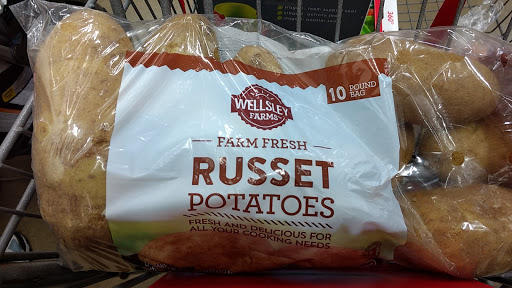 10 POUND
BAG
WELLSLEY
FARMS
FARM FRESH
RUSSET
POTATOES
FRESH AND DELICIOUS FOR
ALL YOUR COOKING NEEDS